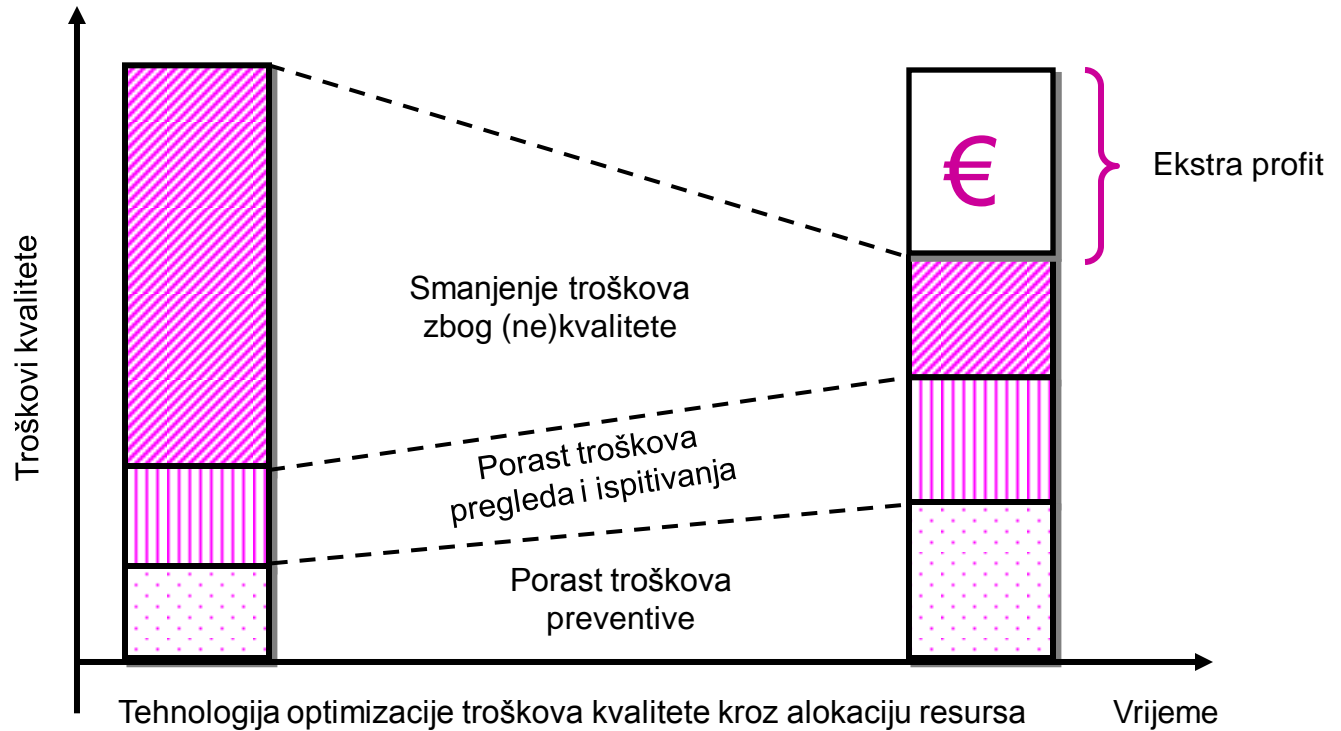 €
Ekstra profit
Troškovi kvalitete
Smanjenje troškova
zbog (ne)kvalitete
Porast troškova
pregleda i ispitivanja
Porast troškova
preventive
Tehnologija optimizacije troškova kvalitete kroz alokaciju resursa
Vrijeme